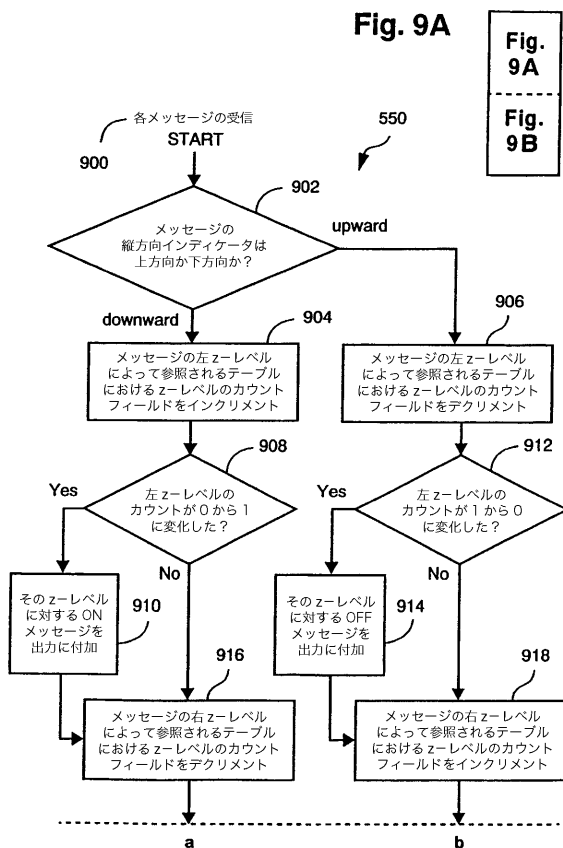 Fig. 9A
Fig.
9A
Fig.
9B
各メッセージの受信
START
900
550
902
メッセージの
縦方向インディケータは
上方向か下方向か？
upward
downward
904
メッセージの左z−レベル
によって参照されるテーブル
におけるz−レベルのカウント
フィールドをインクリメント
906
メッセージの左z−レベル
によって参照されるテーブル
におけるz−レベルのカウント
フィールドをデクリメント
908
左z−レベルの
カウントが0から1
に変化した？
Yes
No
912
左z−レベルの
カウントが1から0
に変化した？
Yes
No
そのz−レベル
に対するON
メッセージを
出力に付加
910
そのz−レベル
に対するOFF
メッセージを
出力に付加
914
916
メッセージの右z−レベル
によって参照されるテーブル
におけるz−レベルのカウント
フィールドをデクリメント
918
メッセージの右z−レベル
によって参照されるテーブル
におけるz−レベルのカウント
フィールドをインクリメント
a
b